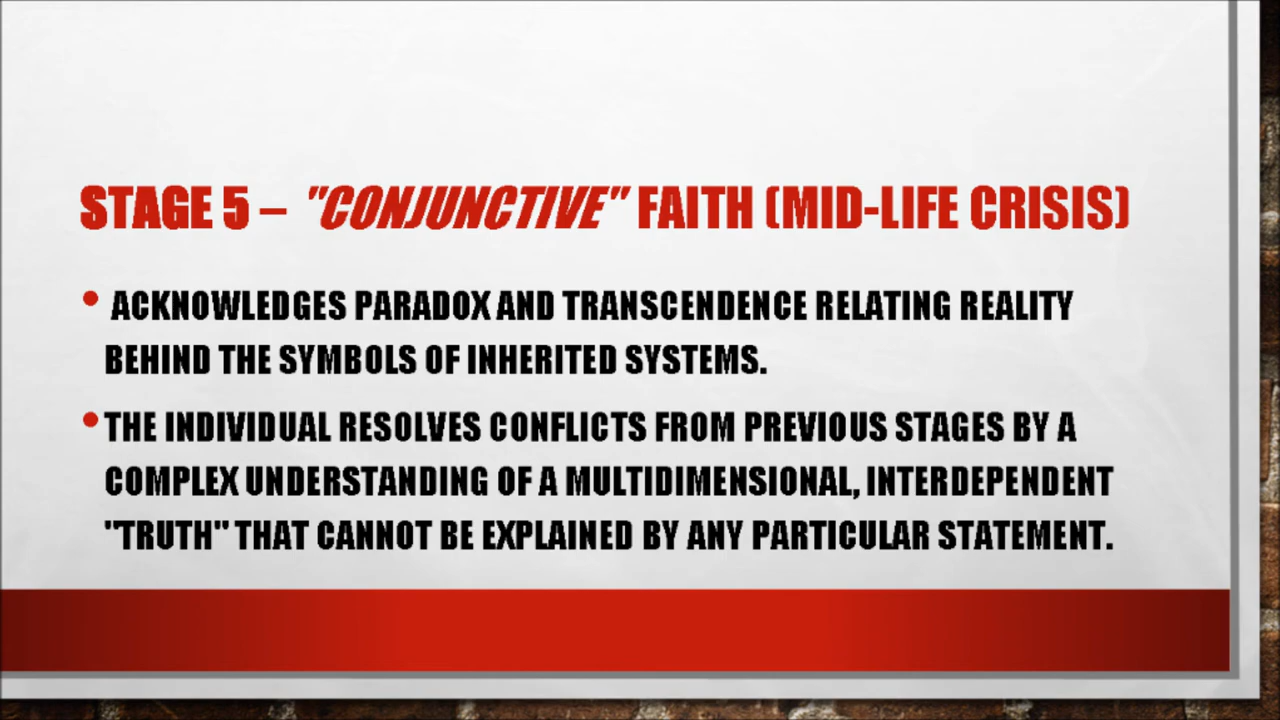 STAGE 5 – "CONJUNCTIVE" FAITH (MID-LIFE CRISIS)
• ACKNOWLEDGES PARADOX AND TRANSCENDENCE RELATING REALITY
BEHIND THE SYMBOLS OF INHERITED SYSTEMS.
• THE INDIVIDUAL RESOLVES CONFLICTS FROM PREVIOUS STAGES BY A
COMPLEX UNDERSTANDING OF A MULTIDIMENSIONAL, INTERDEPENDENT
"TRUTH" THAT CANNOT BE EXPLAINED BY ANY PARTICULAR STATEMENT.